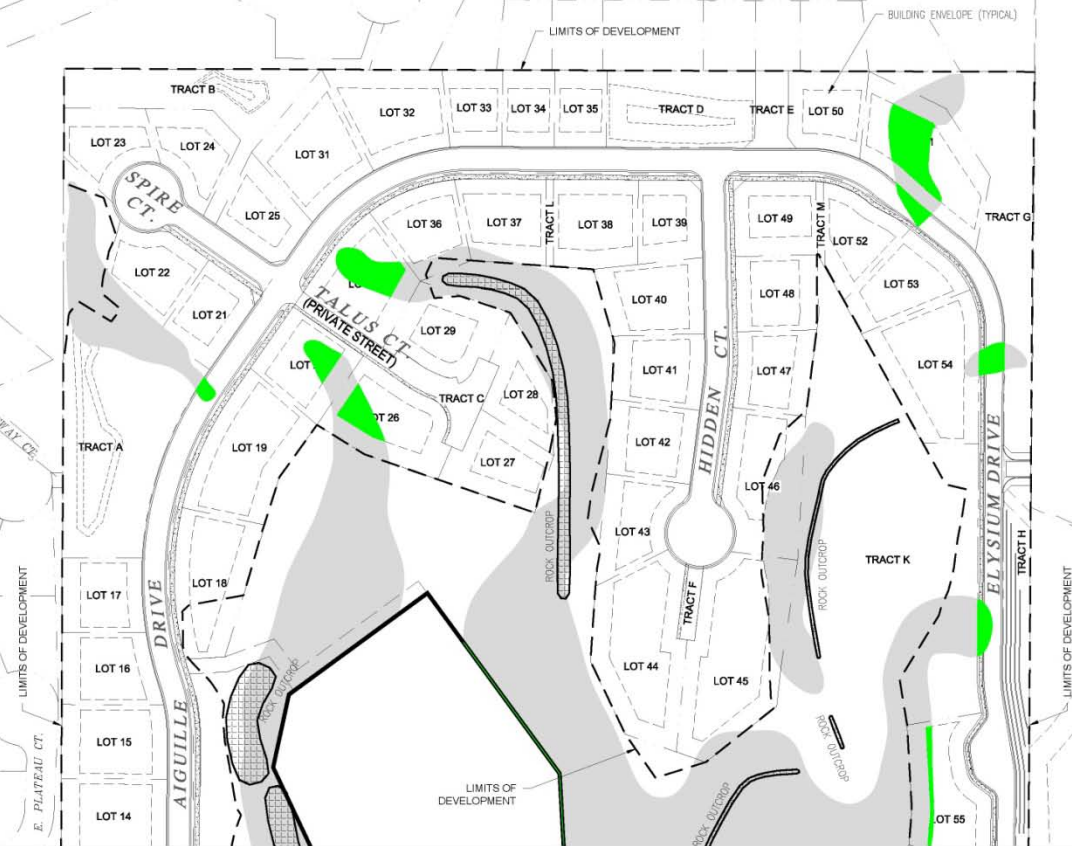 BUILDING ENVELOPE (TYPICAL)
LIMITS OF DEVELOPMENT
TRACT B
LOT 32
LOT 33
LOT 34
LOT 35
TRACT D
TRACT E
LOT 50
LOT 23
LOT 24
LOT 31
SPIRE
CT.
LOT 25
LOT 36
LOT 37
TRACT L
LOT 38
LOT 39
LOT 49
TRACT M
LOT 52
TRACT G
LOT 22
LOT 21
TALUS CT.
(PRIVATE STREET)
LOT 29
LOT 40
LOT 48
LOT 53
LOT
LOT 28
LOT 41
LOT 47
LOT 54
TRACT C
LOT 26
HIDDEN CT.
TRACT A
LOT 19
LOT 27
LOT 42
LOT 46
ELYSIUM DRIVE
LOT 43
ROCK OUTCROP
ROCK OUTCROP
TRACT K
TRACT H
LOT 18
LOT 17
TRACT F
LIMITS OF DEVELOPMENT
LIMITS OF DEVELOPMENT
AIGUILLE DRIVE
LOT 16
ROCK OUTCROP
LOT 44
LOT 45
LOT 15
ROCK OUTCROP
E. PLATEAU CT.
LIMITS OF
DEVELOPMENT
ROCK OUTCROP
LOT 14
LOT 55